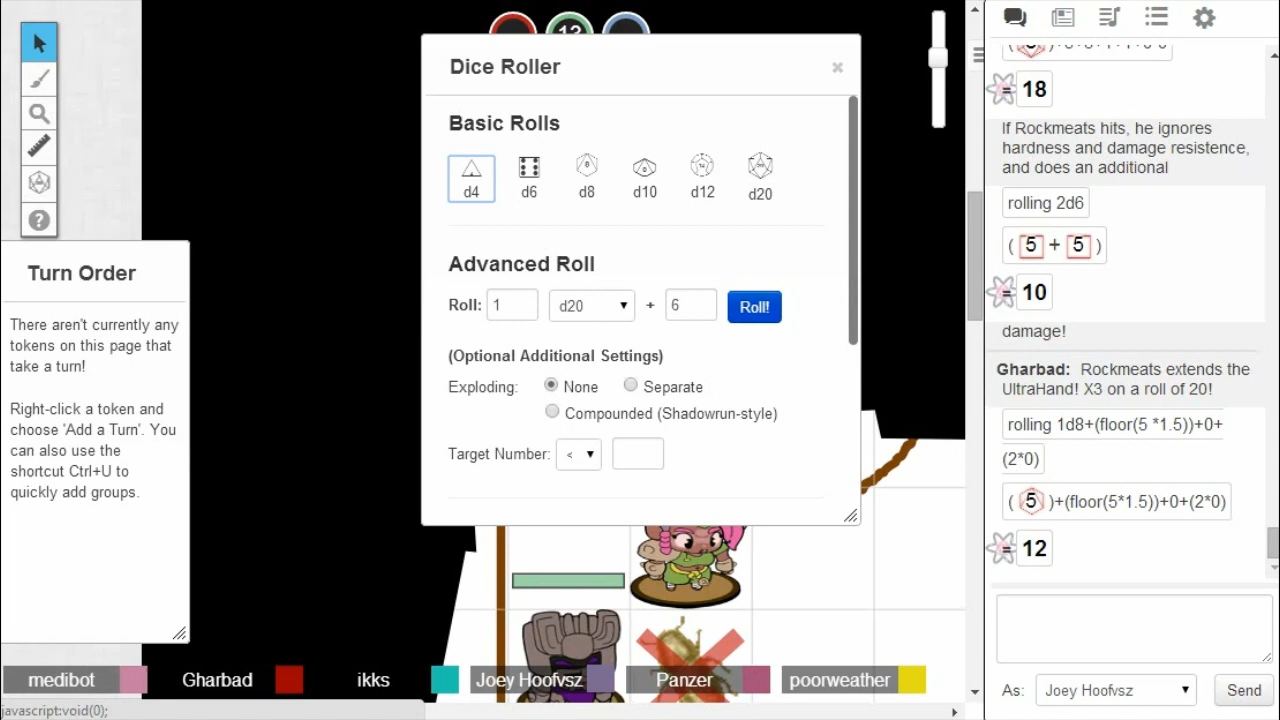 13
Dice Roller
×
Basic Rolls
d4 d6 d8 d10 d12 d20
Advanced Roll
Roll: 1 d20 + 6 Roll!
(Optional Additional Settings)
Exploding: None Separate
Compounded (Shadowrun-style)
Target Number: <
?
Turn Order
There aren't currently any
tokens on this page that
take a turn!
Right-click a token and
choose 'Add a Turn'. You
can also use the
shortcut Ctrl+U to
quickly add groups.
= 18
If Rockmeats hits, he ignores
hardness and damage resistence,
and does an additional
rolling 2d6
( 5 + 5 )
= 10
damage!
Gharbad: Rockmeats extends the
UltraHand! X3 on a roll of 20!
rolling 1d8+(floor(5 *1.5))+0+
(2*0)
( 5 )+(floor(5*1.5))+0+(2*0)
= 12
As: Joey Hoofvsz Send
medibot Gharbad ikks Joey Hoofvsz Panzer poorweather
javascript:void(0);